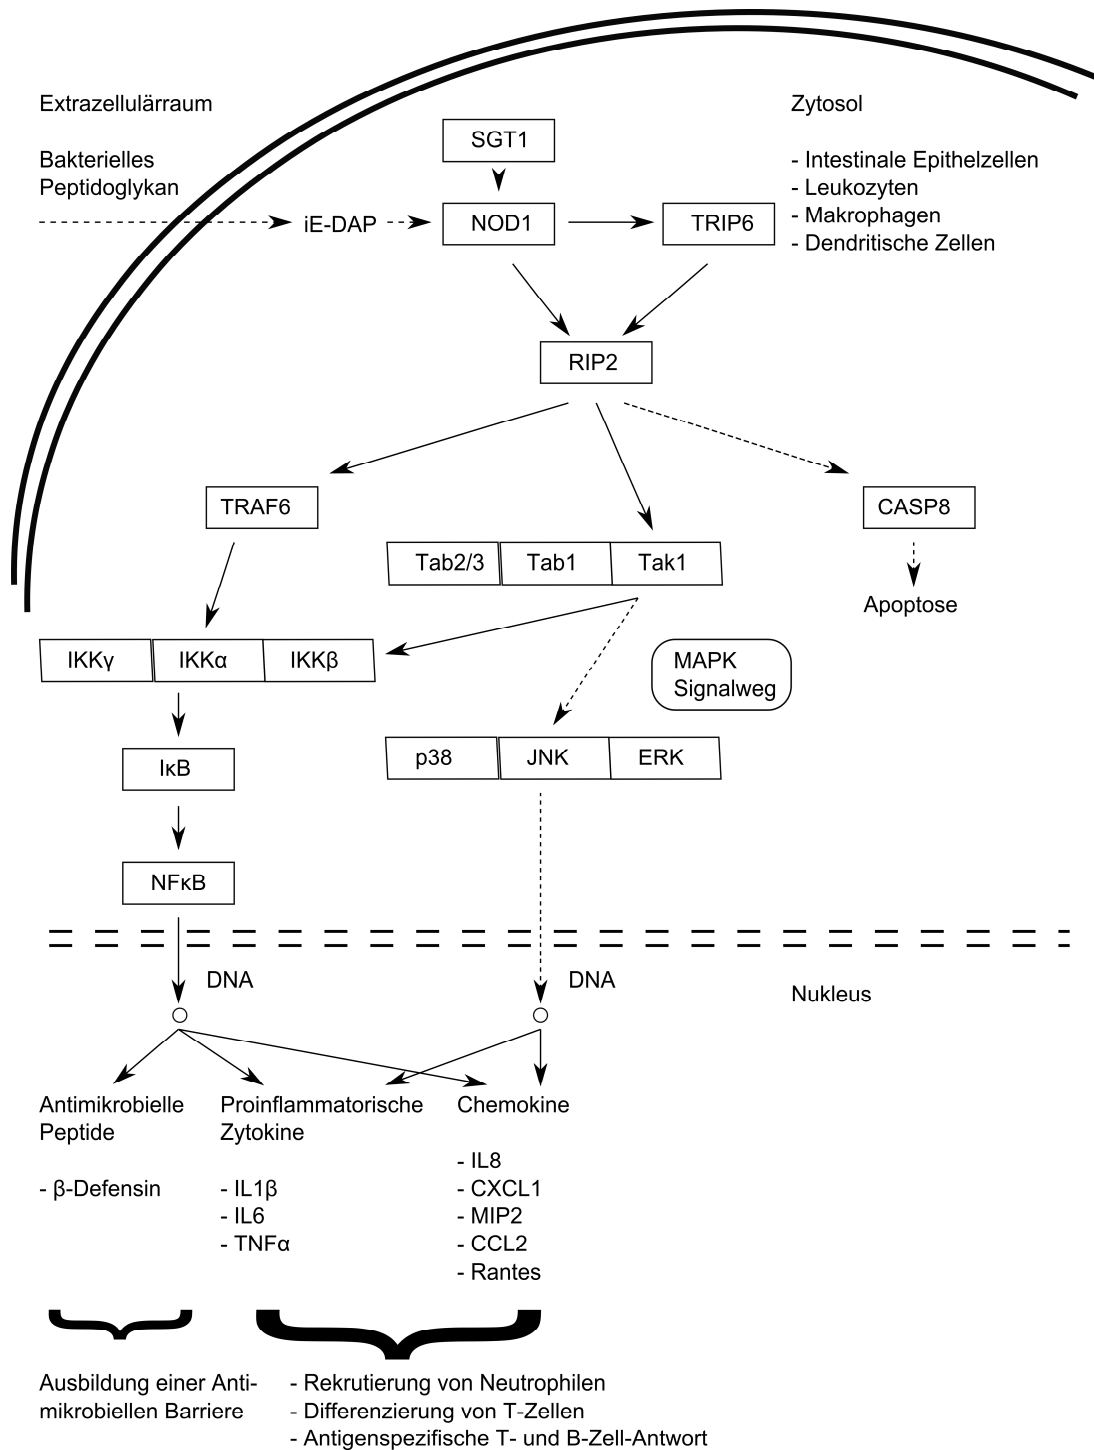 Extrazellulärraum
Zytosol
Bakterielles
Peptidoglykan
SGT1
- Intestinale Epithelzellen
- Leukozyten
- Makrophagen
- Dendritische Zellen
iE-DAP
NOD1
TRIP6
RIP2
TRAF6
CASP8
Tab2/3
Tab1
Tak1
Apoptose
IKKγ
IKKα
IKKβ
MAPK
Signalweg
IκB
p38
JNK
ERK
NFκB
DNA
DNA
Nukleus
Antimikrobielle
Peptide
- β-Defensin
Proinflammatorische
Zytokine
- IL1β
- IL6
- TNFα
Chemokine
- IL8
- CXCL1
- MIP2
- CCL2
- Rantes
Ausbildung einer Anti-
mikrobiellen Barriere
- Rekrutierung von Neutrophilen
- Differenzierung von T-Zellen
- Antigenspezifische T- und B-Zell-Antwort